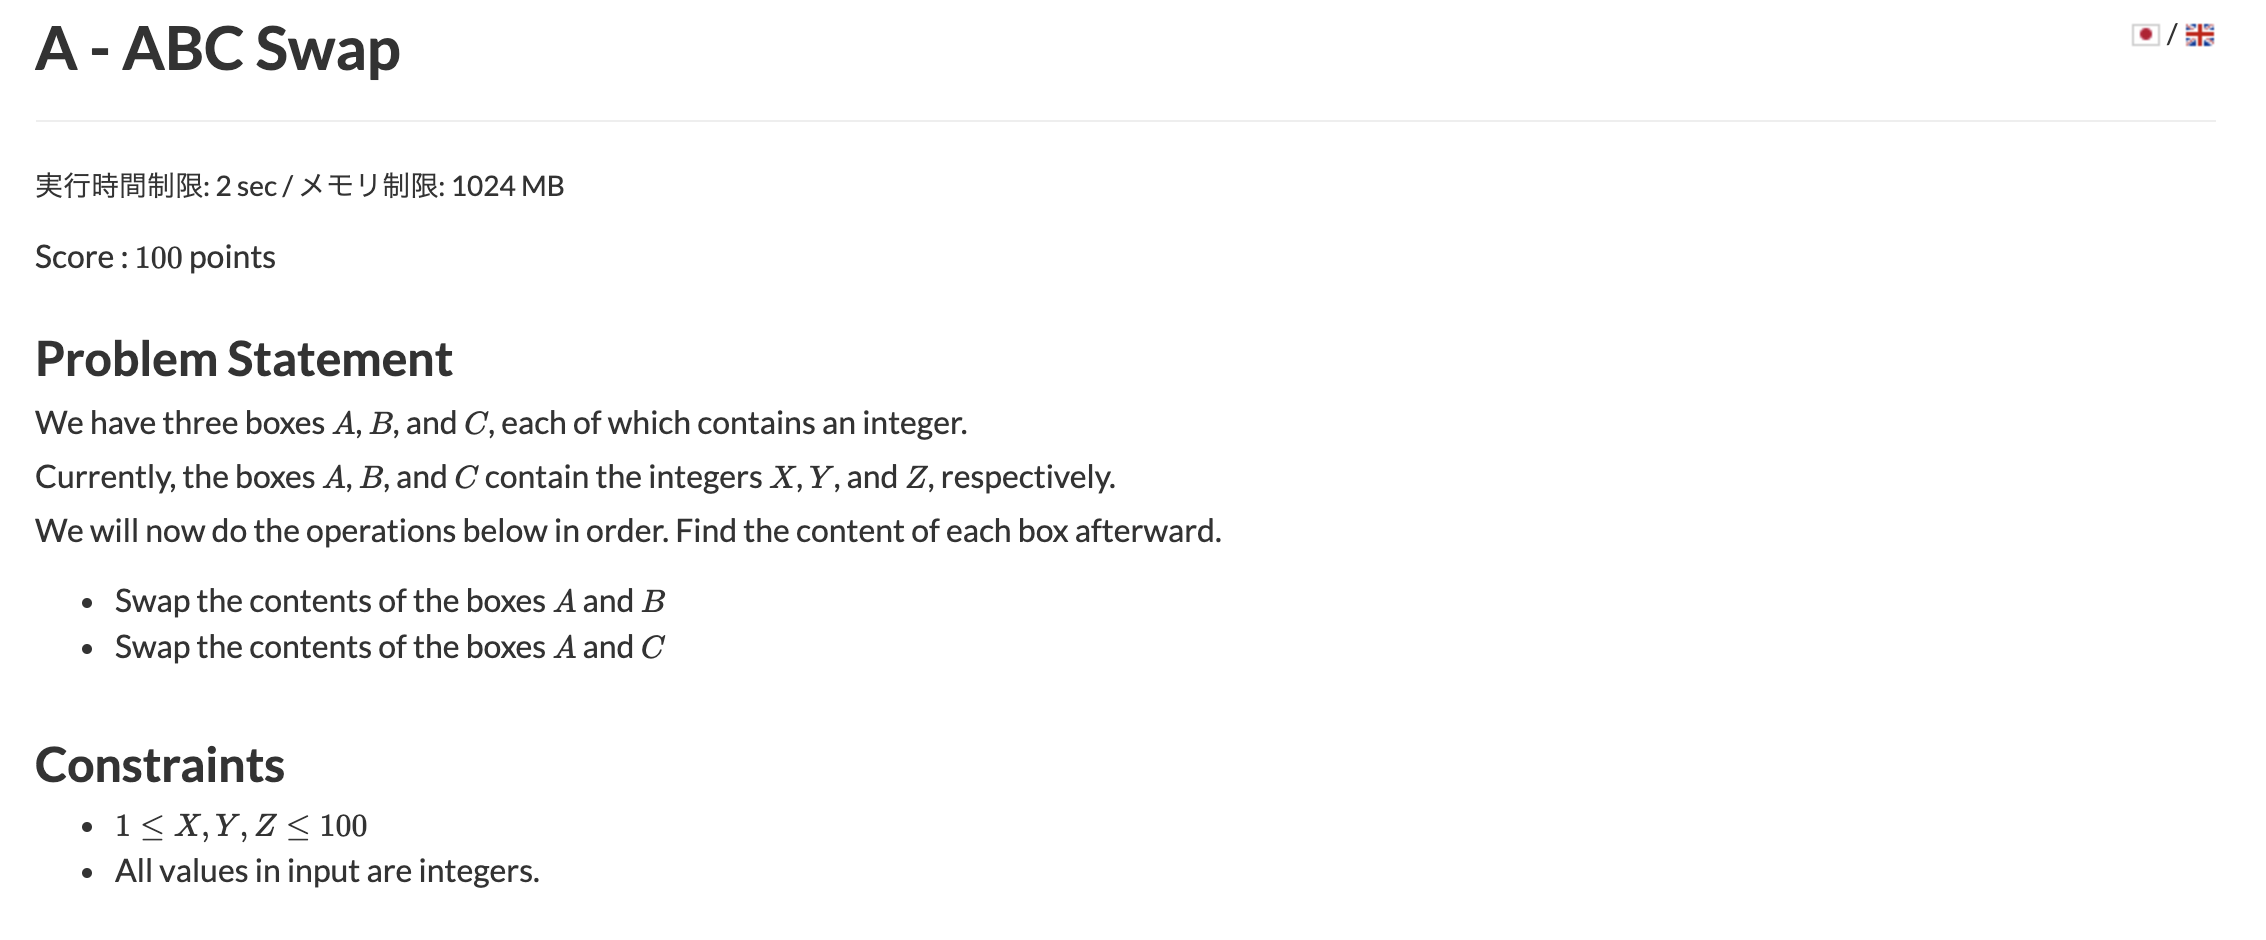 A - ABC Swap
/
実行時間制限: 2 sec / メモリ制限: 1024 MB
Score : 100 points
Problem Statement
We have three boxes A, B, and C, each of which contains an integer.
Currently, the boxes A, B, and C contain the integers X, Y, and Z, respectively.
We will now do the operations below in order. Find the content of each box afterward.
• Swap the contents of the boxes A and B
• Swap the contents of the boxes A and C
Constraints
• 1 ≤ X, Y, Z ≤ 100
• All values in input are integers.